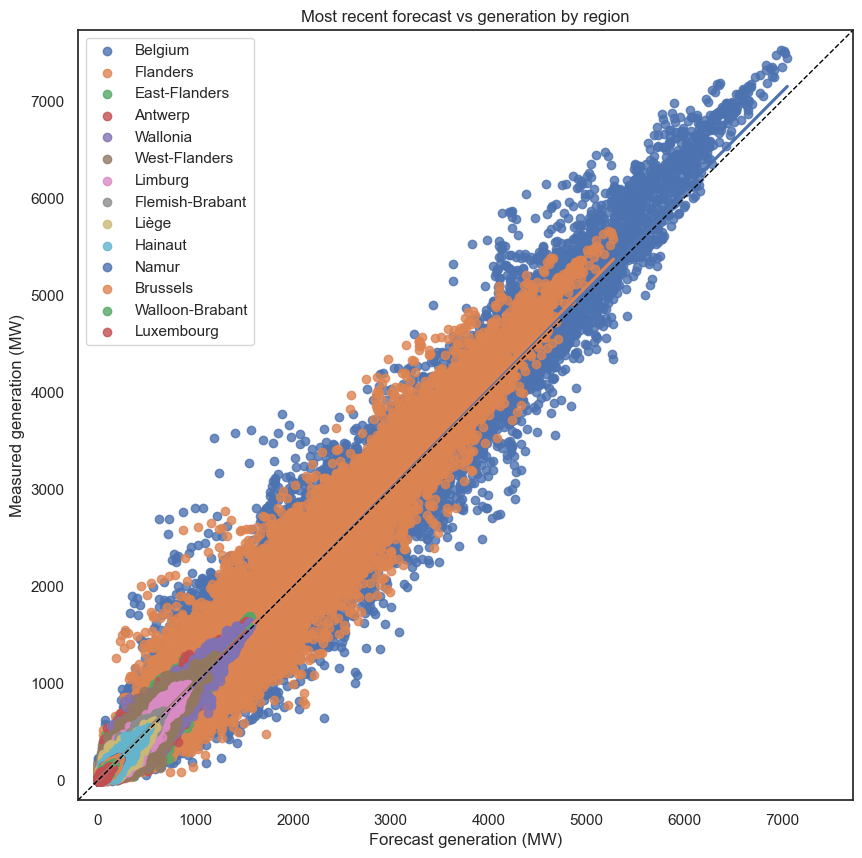 Most recent forecast vs generation by region
Belgium
Flanders
East-Flanders
Antwerp
Wallonia
West-Flanders
Limburg
Flemish-Brabant
Liège
Hainaut
Namur
Brussels
Walloon-Brabant
Luxembourg
Measured generation (MW)
7000
6000
5000
4000
3000
2000
1000
0
0 1000 2000 3000 4000 5000 6000 7000
Forecast generation (MW)